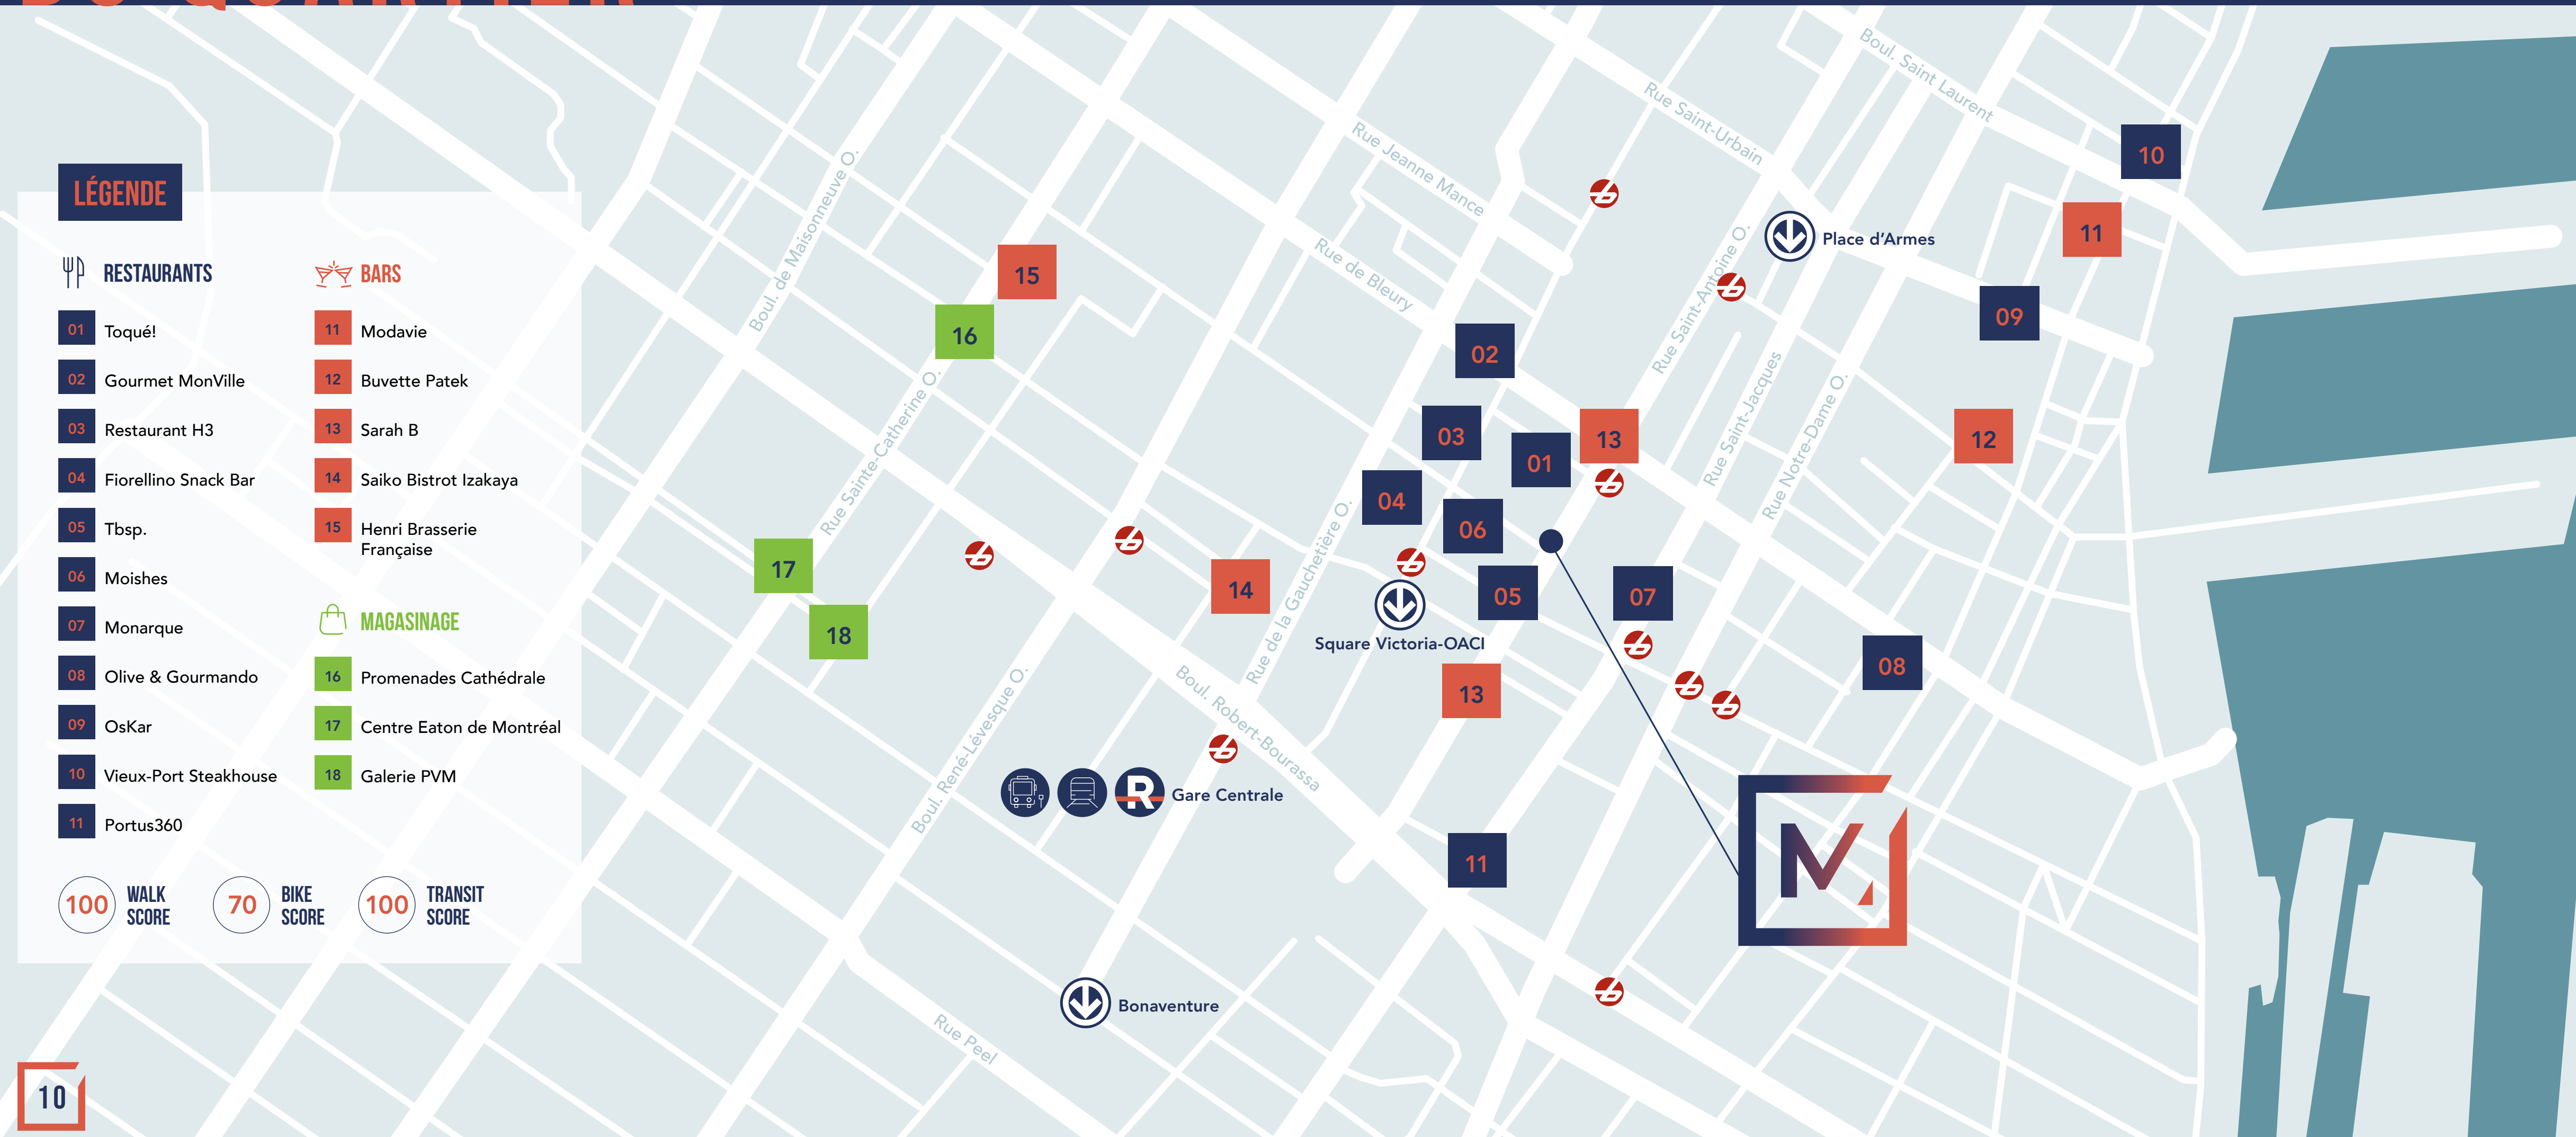 DU QUARTIER
LÉGENDE
RESTAURANTS
01 Toqué!
02 Gourmet MonVille
03 Restaurant H3
04 Fiorellino Snack Bar
05 Tbsp.
06 Moishes
07 Monarque
08 Olive & Gourmando
09 OsKar
10 Vieux-Port Steakhouse
11 Portus360
BARS
11 Modavie
12 Buvette Patek
13 Sarah B
14 Saiko Bistrot Izakaya
15 Henri Brasserie
Française
MAGASINAGE
16 Promenades Cathédrale
17 Centre Eaton de Montréal
18 Galerie PVM
100 WALK
SCORE
70 BIKE
SCORE
100 TRANSIT
SCORE
10
Boul. de Maisonneuve O.
Rue Sainte-Catherine O.
Boul. René-Lévesque O.
Rue Peel
Rue Jeanne Mance
Rue de Bleury
Rue de la Gauchetière O.
Boul. Robert-Bourassa
Rue Saint-Urbain
Boul. Saint Laurent
Rue Saint-Antoine O.
Rue Saint-Jacques
Rue Notre-Dame O.
Place d'Armes
Square Victoria-OACI
R Gare Centrale
Bonaventure
15
16
17
18
14
02
03
01
13
04
06
05
07
13
11
08
12
09
11
10
M